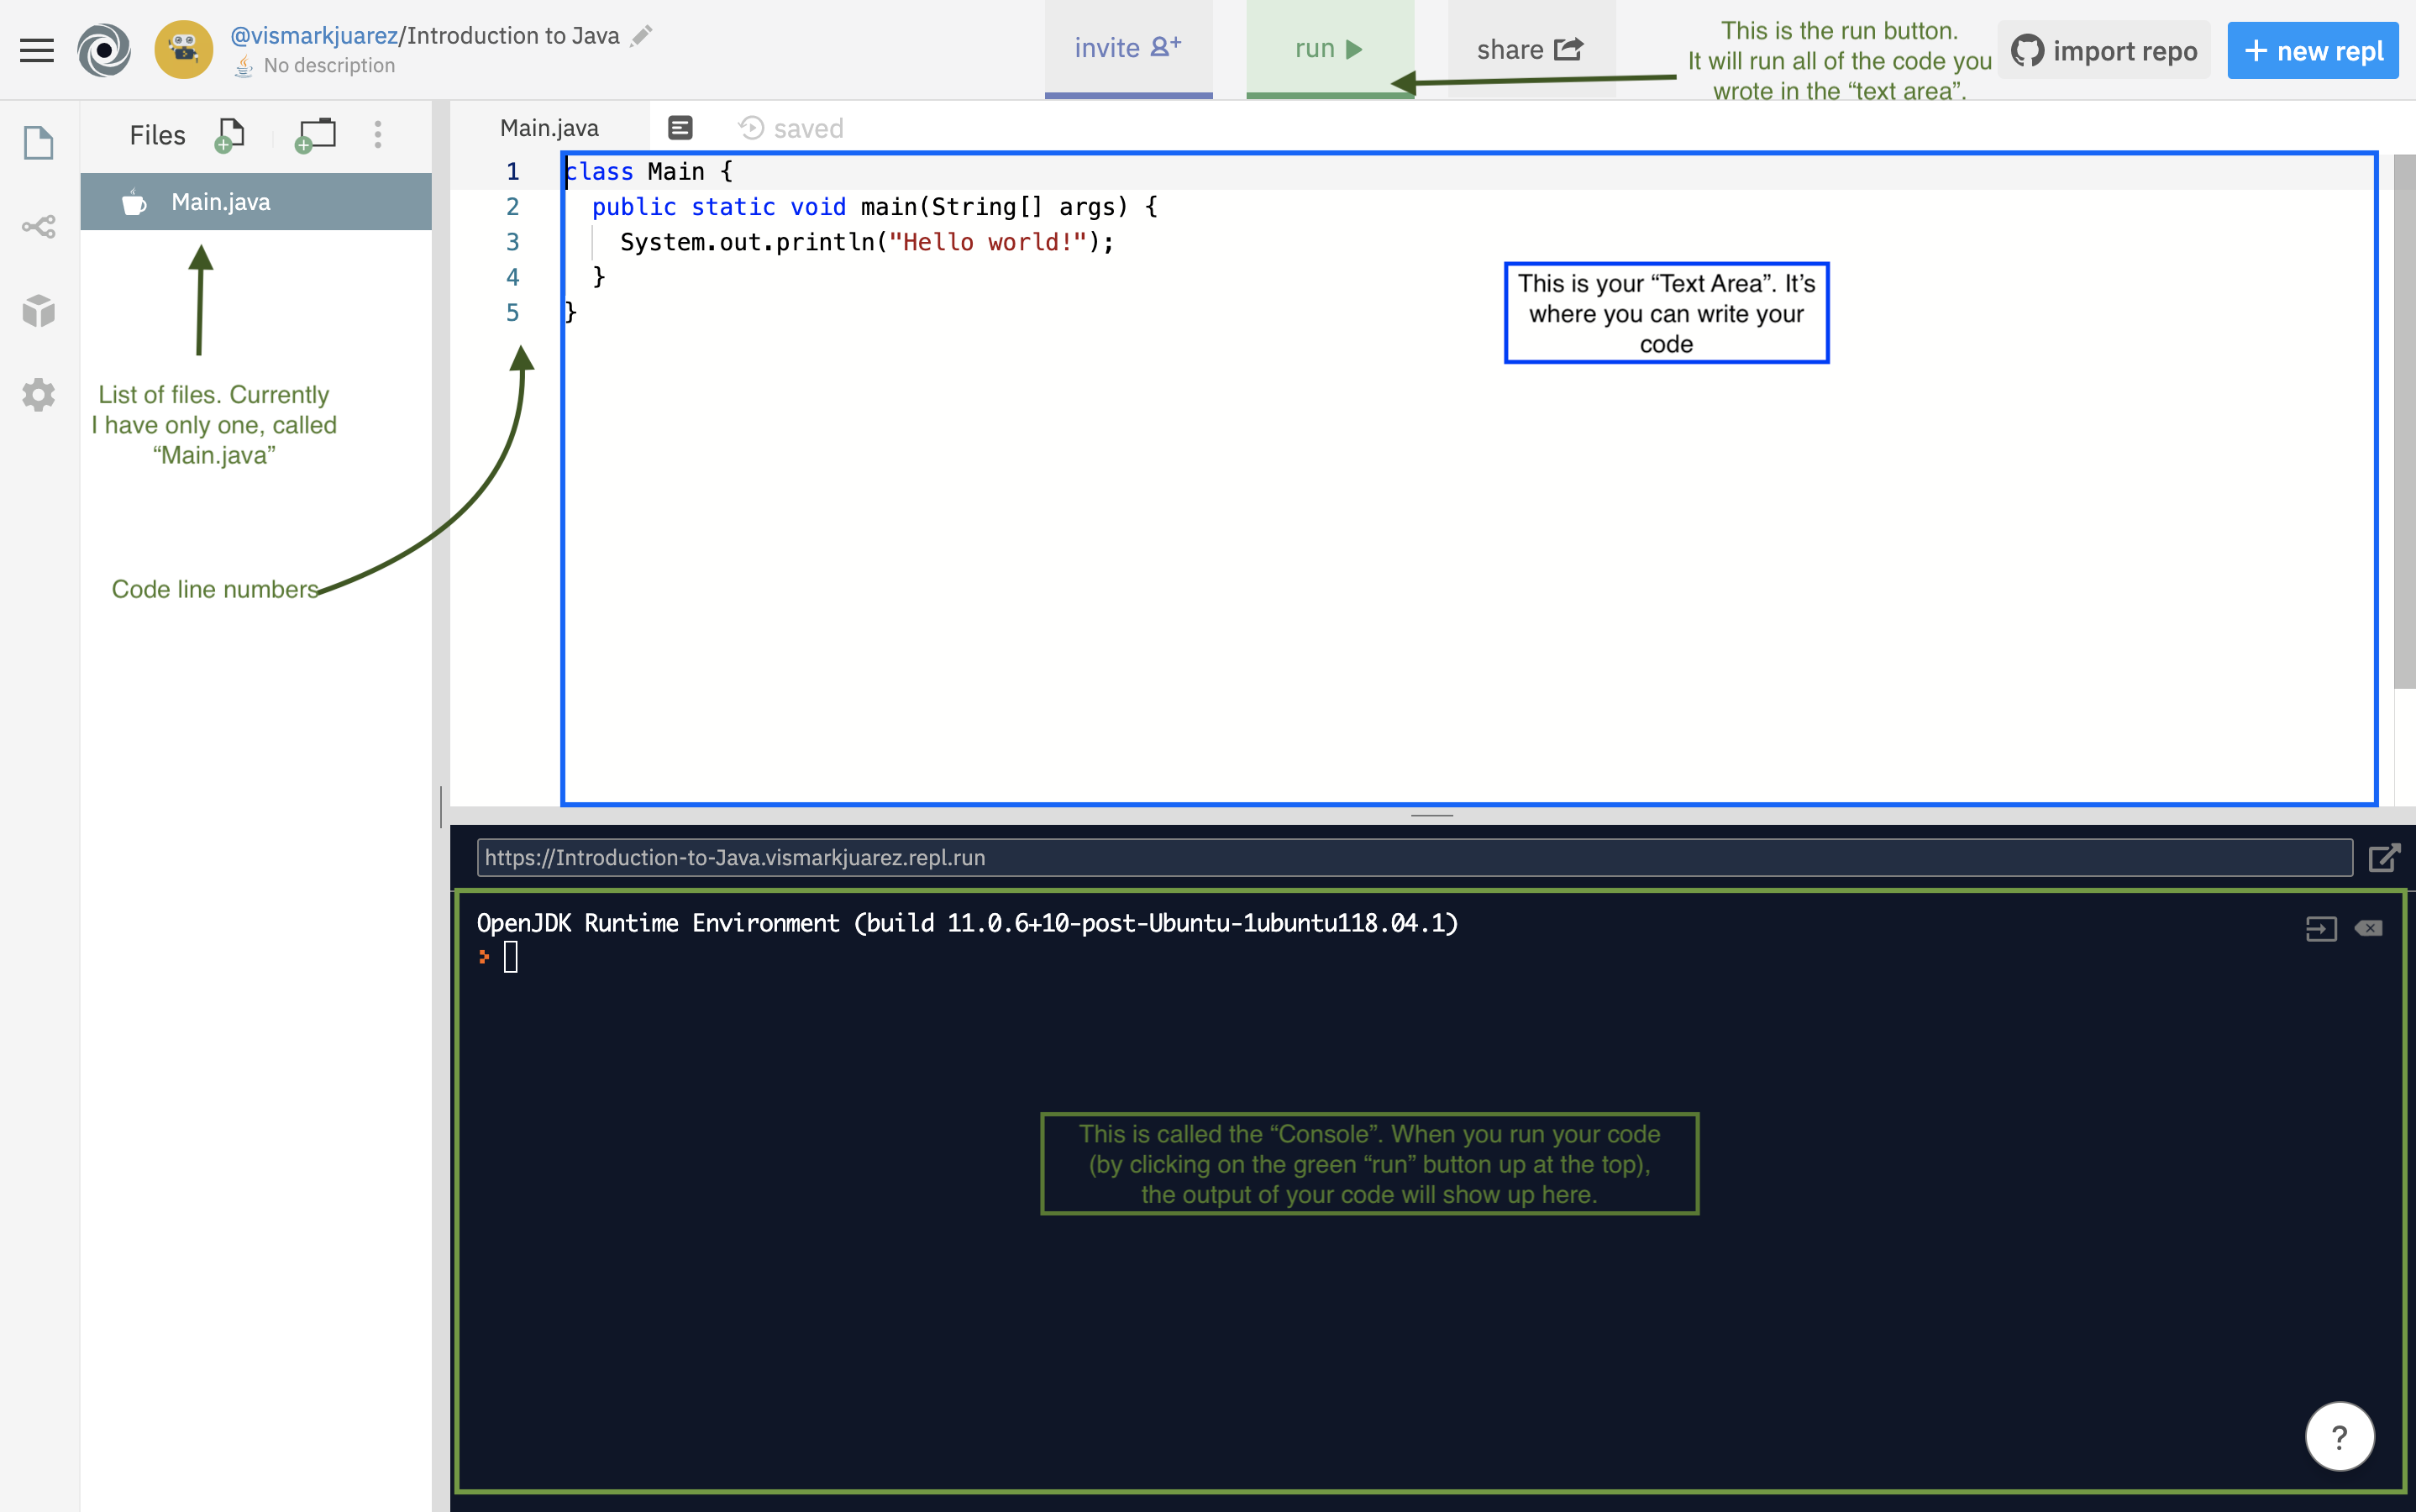 @vismarkjuarez/Introduction to Java
No description
invite
run
share
This is the run button.
It will run all of the code you
wrote in the “text area”.
import repo
+ new repl
Files
Main.java
saved
Main.java
1 class Main {
2 public static void main(String[] args) {
3 System.out.println("Hello world!");
4 }
5 }
This is your “Text Area”. It’s
where you can write your
code
List of files. Currently
I have only one, called
“Main.java”
Code line numbers
https://Introduction-to-Java.vismarkjuarez.repl.run
OpenJDK Runtime Environment (build 11.0.6+10-post-Ubuntu-1ubuntu118.04.1)
This is called the “Console”. When you run your code
(by clicking on the green “run” button up at the top),
the output of your code will show up here.
?